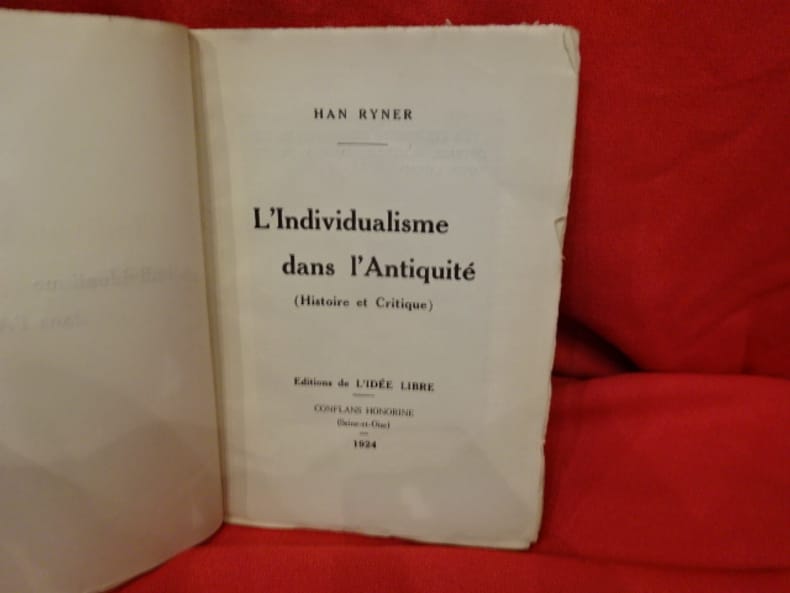 HAN RYNER
L'Individualisme
dans l'Antiquité
(Histoire et Critique)
Editions de L'IDÉE LIBRE
CONFLANS HONORINE
(Seine-et-Oise)
1924